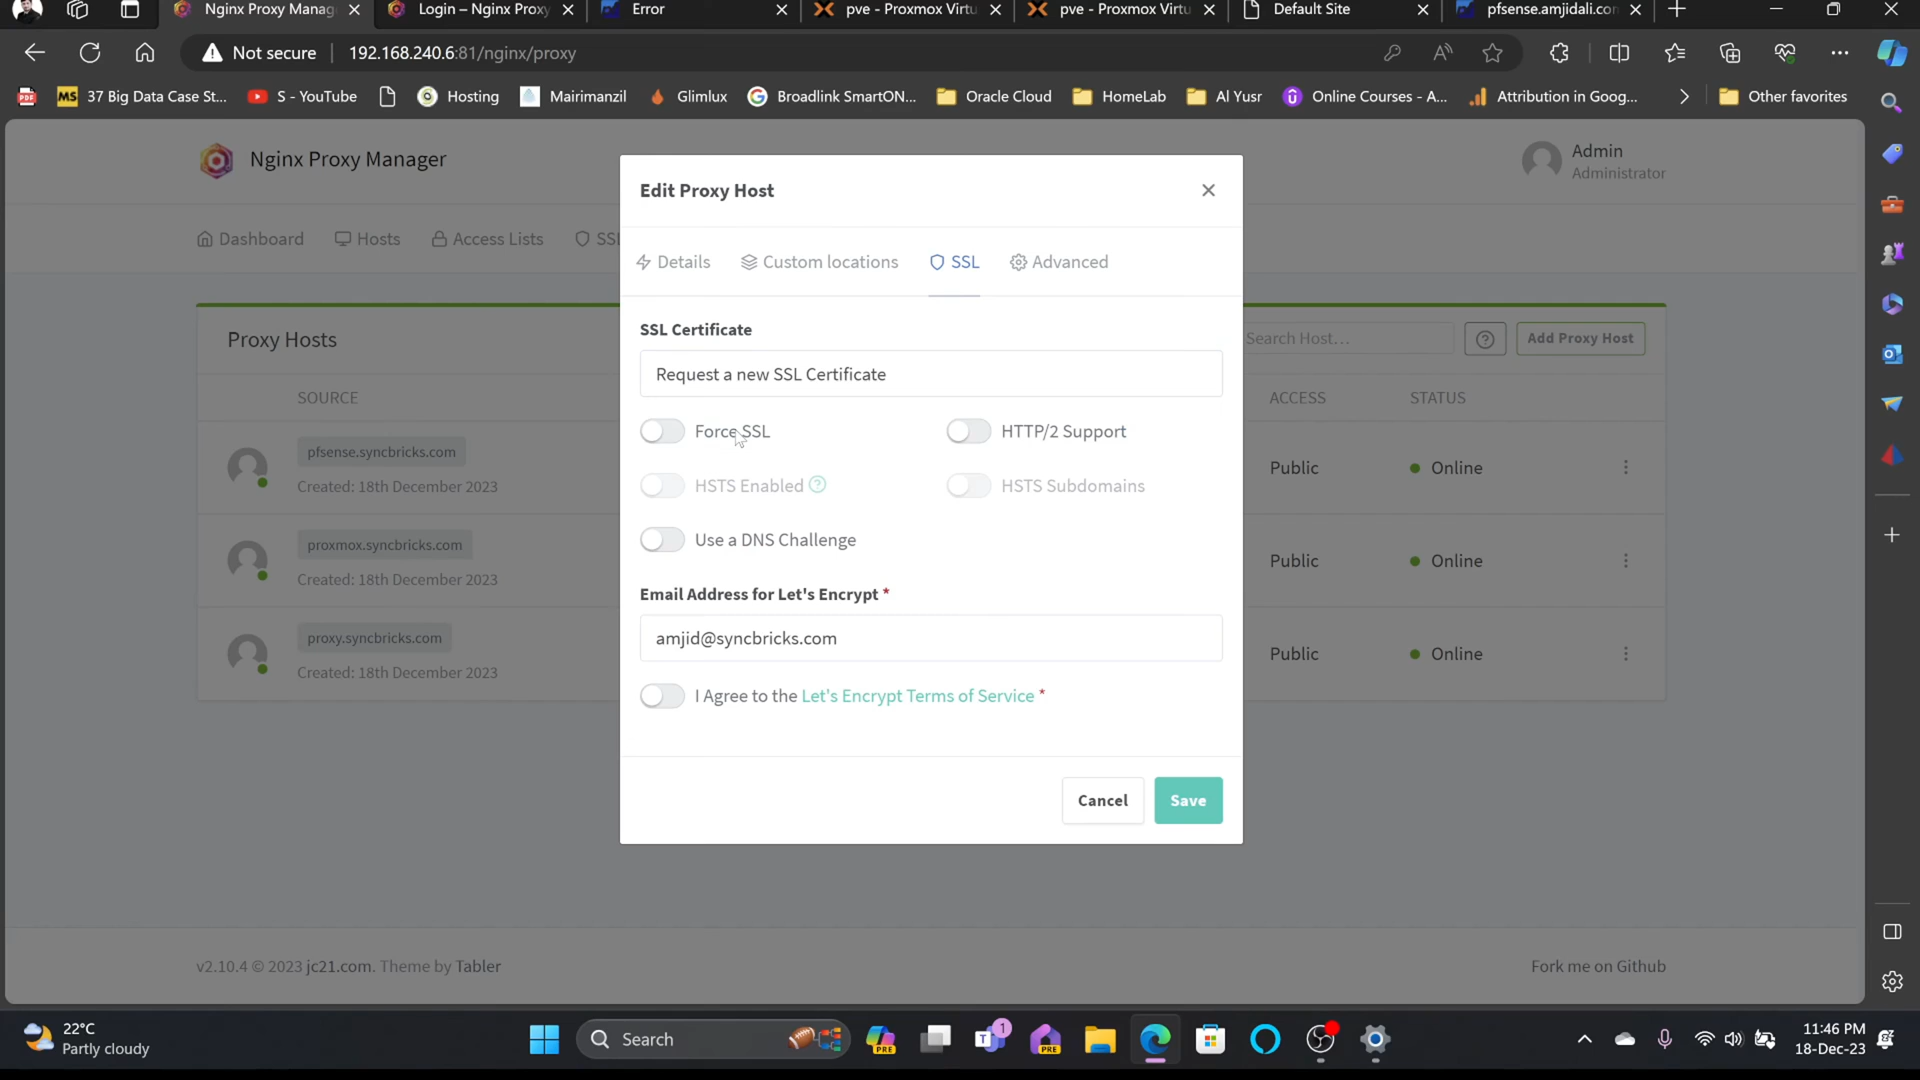 Nginx Proxy Manag
Login – Nginx Proxy
Error
pve - Proxmox Virtu
pve - Proxmox Virtu
Default Site
pfsense.amjidali.con
Not secure
192.168.240.6:81/nginx/proxy
PDF
MS
37 Big Data Case St...
S - YouTube
Hosting
Mairimanzil
Glimlux
Broadlink SmartON...
Oracle Cloud
HomeLab
Al Yusr
Online Courses - A...
Attribution in Goog...
Other favorites
Nginx Proxy Manager
Admin
Administrator
Dashboard
Hosts
Access Lists
SSL
Edit Proxy Host
Details
Custom locations
SSL
Advanced
Proxy Hosts
Search Host...
Add Proxy Host
SOURCE
ACCESS
STATUS
pfsense.syncbricks.com
Created: 18th December 2023
Public
Online
proxmox.syncbricks.com
Created: 18th December 2023
Public
Online
proxy.syncbricks.com
Created: 18th December 2023
Public
Online
SSL Certificate
Request a new SSL Certificate
Force SSL
HTTP/2 Support
HSTS Enabled
HSTS Subdomains
Use a DNS Challenge
Email Address for Let's Encrypt *
amjid@syncbricks.com
I Agree to the Let's Encrypt Terms of Service *
Cancel
Save
v2.10.4 © 2023 jc21.com. Theme by Tabler
Fork me on Github
22°C
Partly cloudy
Search
PRE
1
PRE
11:46 PM
18-Dec-23